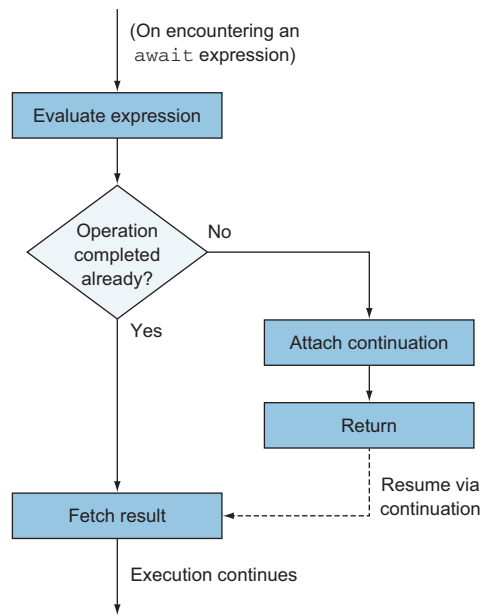 (On encountering an
await expression)
Evaluate expression
Operation
completed
already?
No
Yes
Attach continuation
Return
Resume via
continuation
Fetch result
Execution continues